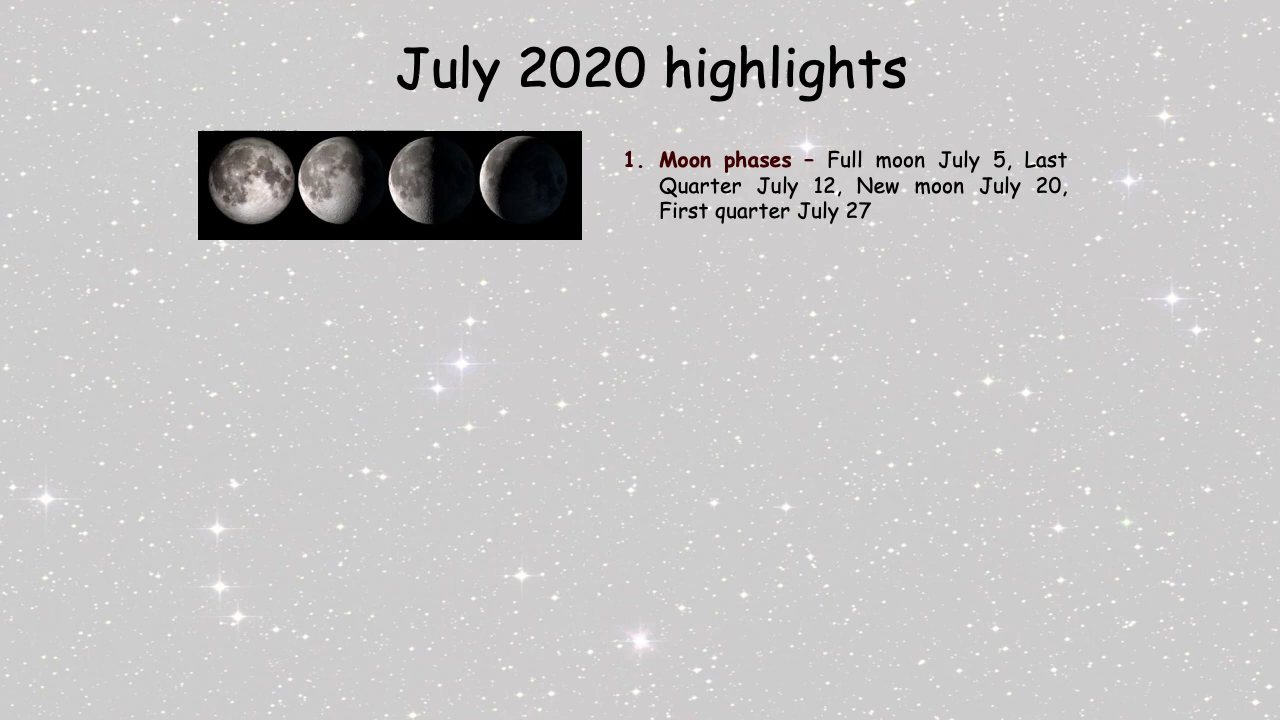 July 2020 highlights
1. Moon phases – Full moon July 5, Last
Quarter July 12, New moon July 20,
First quarter July 27